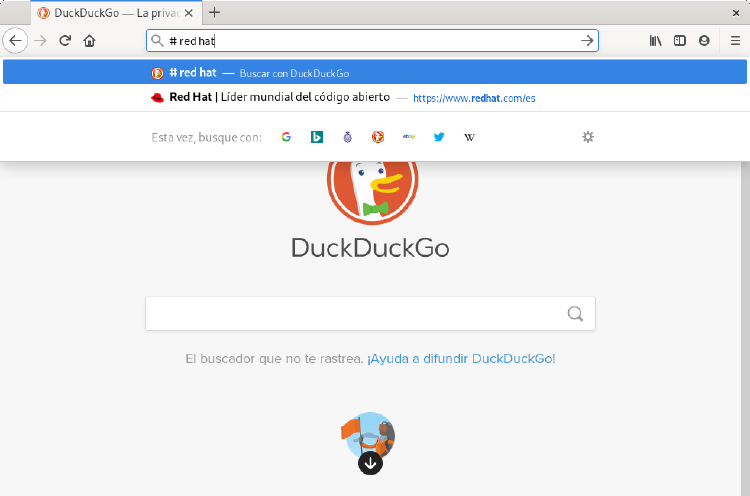 DuckDuckGo — La privac
# red hat
# red hat — Buscar con DuckDuckGo
Red Hat | Líder mundial del código abierto — https://www.redhat.com/es
Esta vez, busque con:
DuckDuckGo
El buscador que no te rastrea. ¡Ayuda a difundir DuckDuckGo!